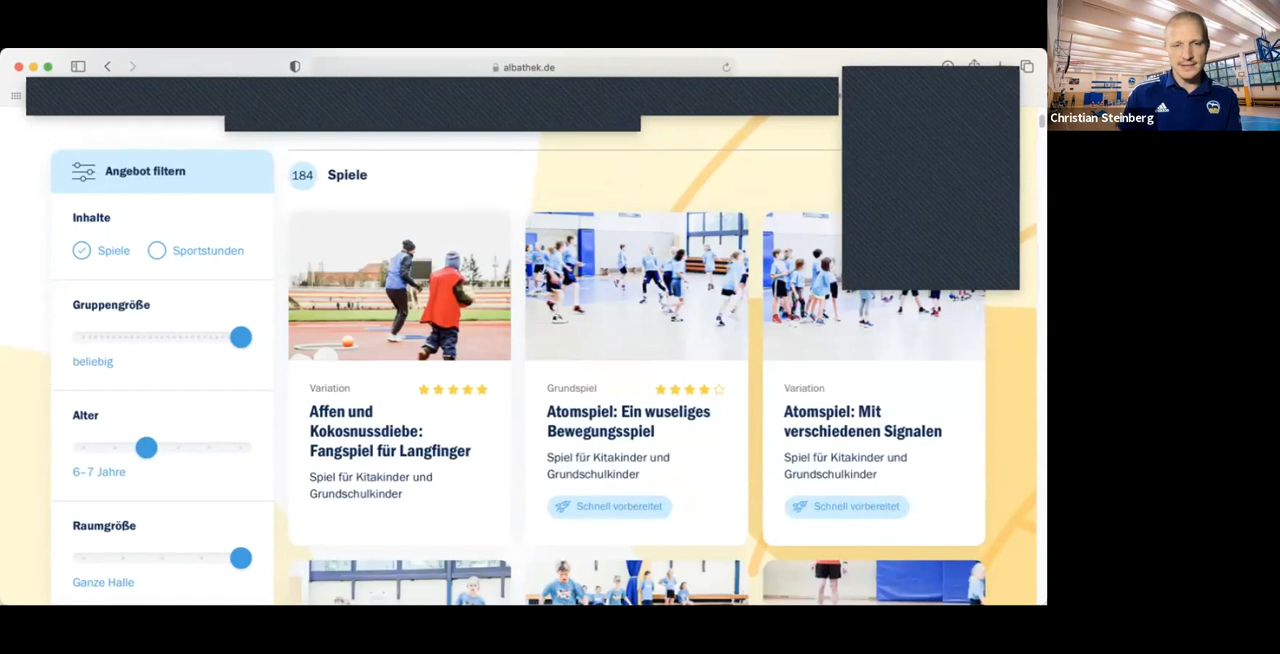 albathek.de
Christian Steinberg
Angebot filtern
184 Spiele
Inhalte
Spiele
Sportstunden
Gruppengröße
beliebig
Alter
6–7 Jahre
Raumgröße
Ganze Halle
Variation
Affen und
Kokosnussdiebe:
Fangspiel für Langfinger
Spiel für Kitakinder und
Grundschulkinder
Grundspiel
Atomspiel: Ein wuseliges
Bewegungsspiel
Spiel für Kitakinder und
Grundschulkinder
Schnell vorbereitet
Variation
Atomspiel: Mit
verschiedenen Signalen
Spiel für Kitakinder und
Grundschulkinder
Schnell vorbereitet